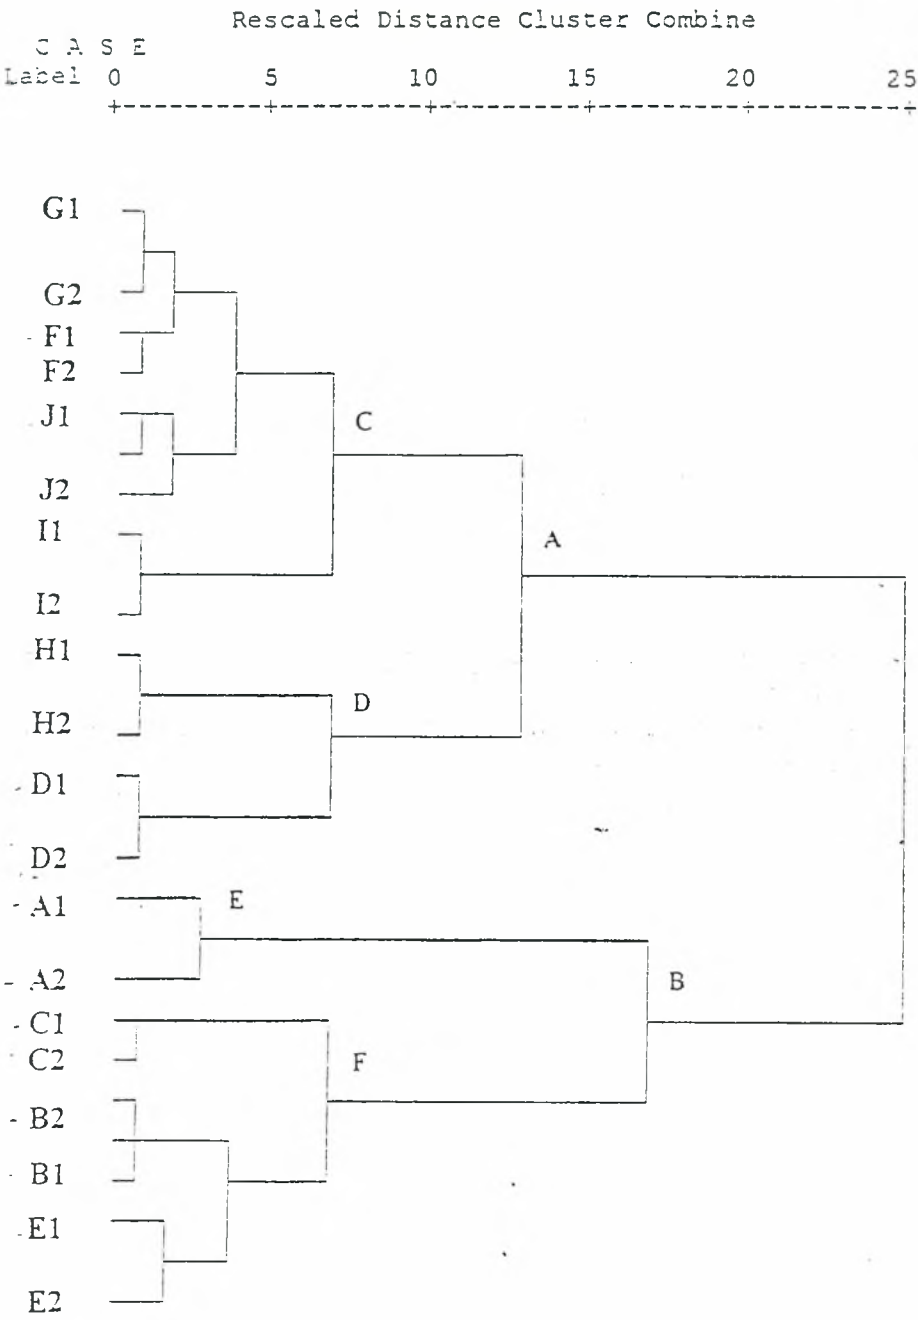 Rescaled Distance Cluster Combine
C A S E
Label 0 5 10 15 20 25
G1
G2
F1
F2
J1
C
J2
I1
A
I2
H1
D
H2
D1
D2
A1
E
A2
B
C1
C2
F
B2
B1
E1
E2